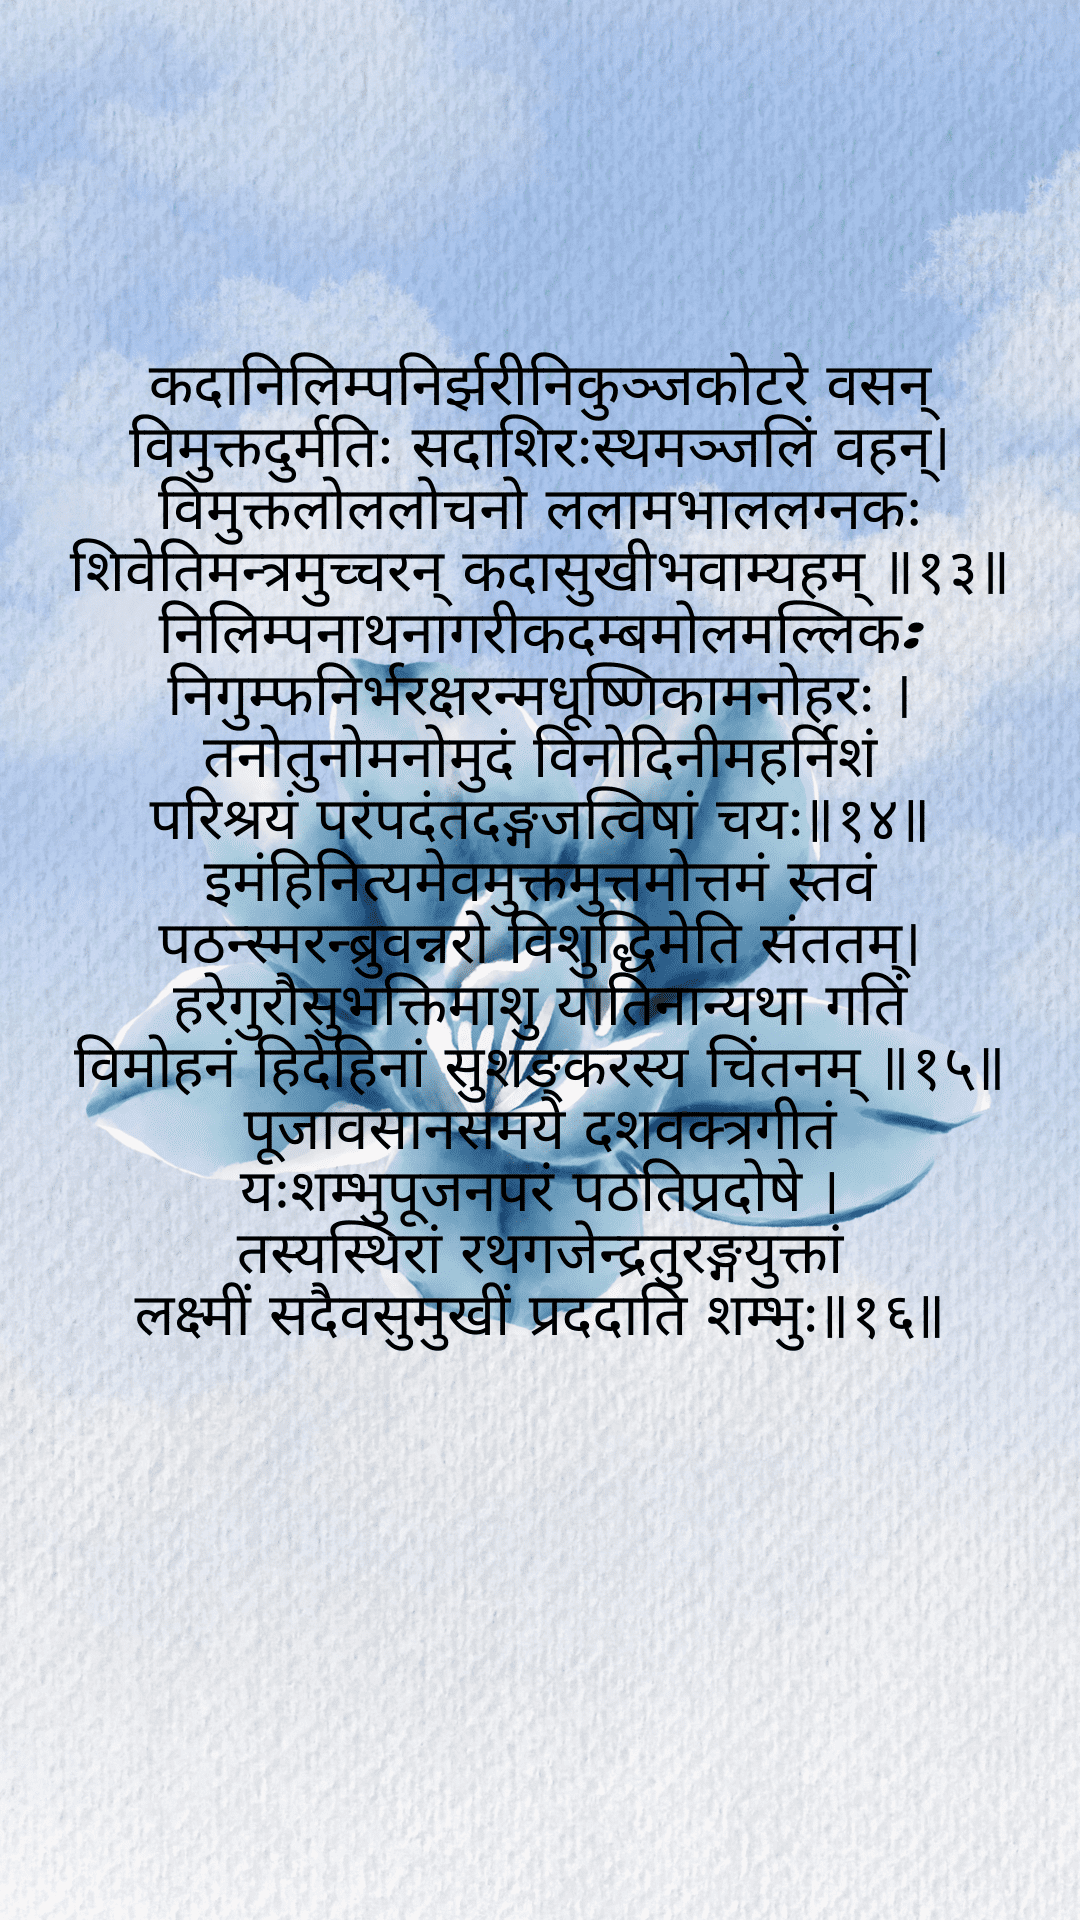 कदानिलिम्पनिर्झरीनिकुञ्जकोटरे वसन्
विमुक्तदुर्मतिः सदाशिरःस्थमञ्जलिं वहन्|
विमुक्तलोललोचनो ललामभाललग्नकः
शिवेतिमन्त्रमुच्चरन् कदासुखीभवाम्यहम् ॥१३॥
निलिम्पनाथनागरीकदम्बमोलमल्लिक:
निगुम्फनिर्भरक्षरन्मधूष्णिकामनोहरः |
तनोतुनोमनोमुदं विनोदिनीमहर्निशं
परिश्रयं परंपदंतदङ्गजत्विषां चयः॥१४॥
इमंहिनित्यमेवमुक्तमुत्तमोत्तमं स्तवं
पठन्स्मरन्ब्रुवन्नरो विशुद्धिमेति संततम्|
हरेगुरौसुभक्तिमाशु यातिनान्यथा गतिं
विमोहनं हिदेहिनां सुशङ्करस्य चिंतनम् ॥१५॥
पूजावसानसमये दशवक्त्रगीतं
यःशम्भुपूजनपरं पठतिप्रदोषे |
तस्यस्थिरां रथगजेन्द्रतुरङ्गयुक्तां
लक्ष्मीं सदैवसुमुखीं प्रददाति शम्भुः॥१६॥